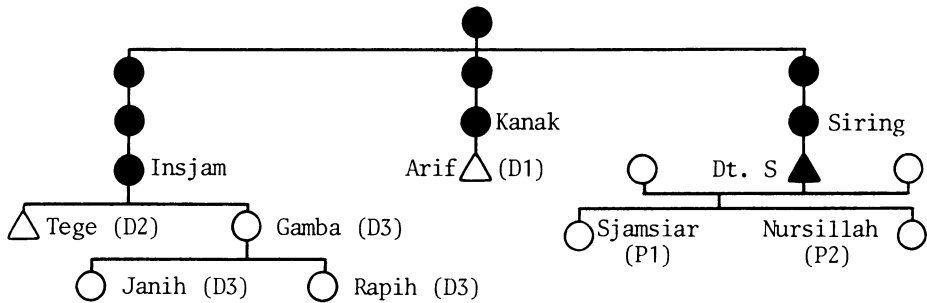 Kanak
Siring
Insjam
Arif (D1)
Dt. S
Tege (D2)
Gamba (D3)
Sjamsiar
(P1)
Nursillah
(P2)
Janih (D3)
Rapih (D3)